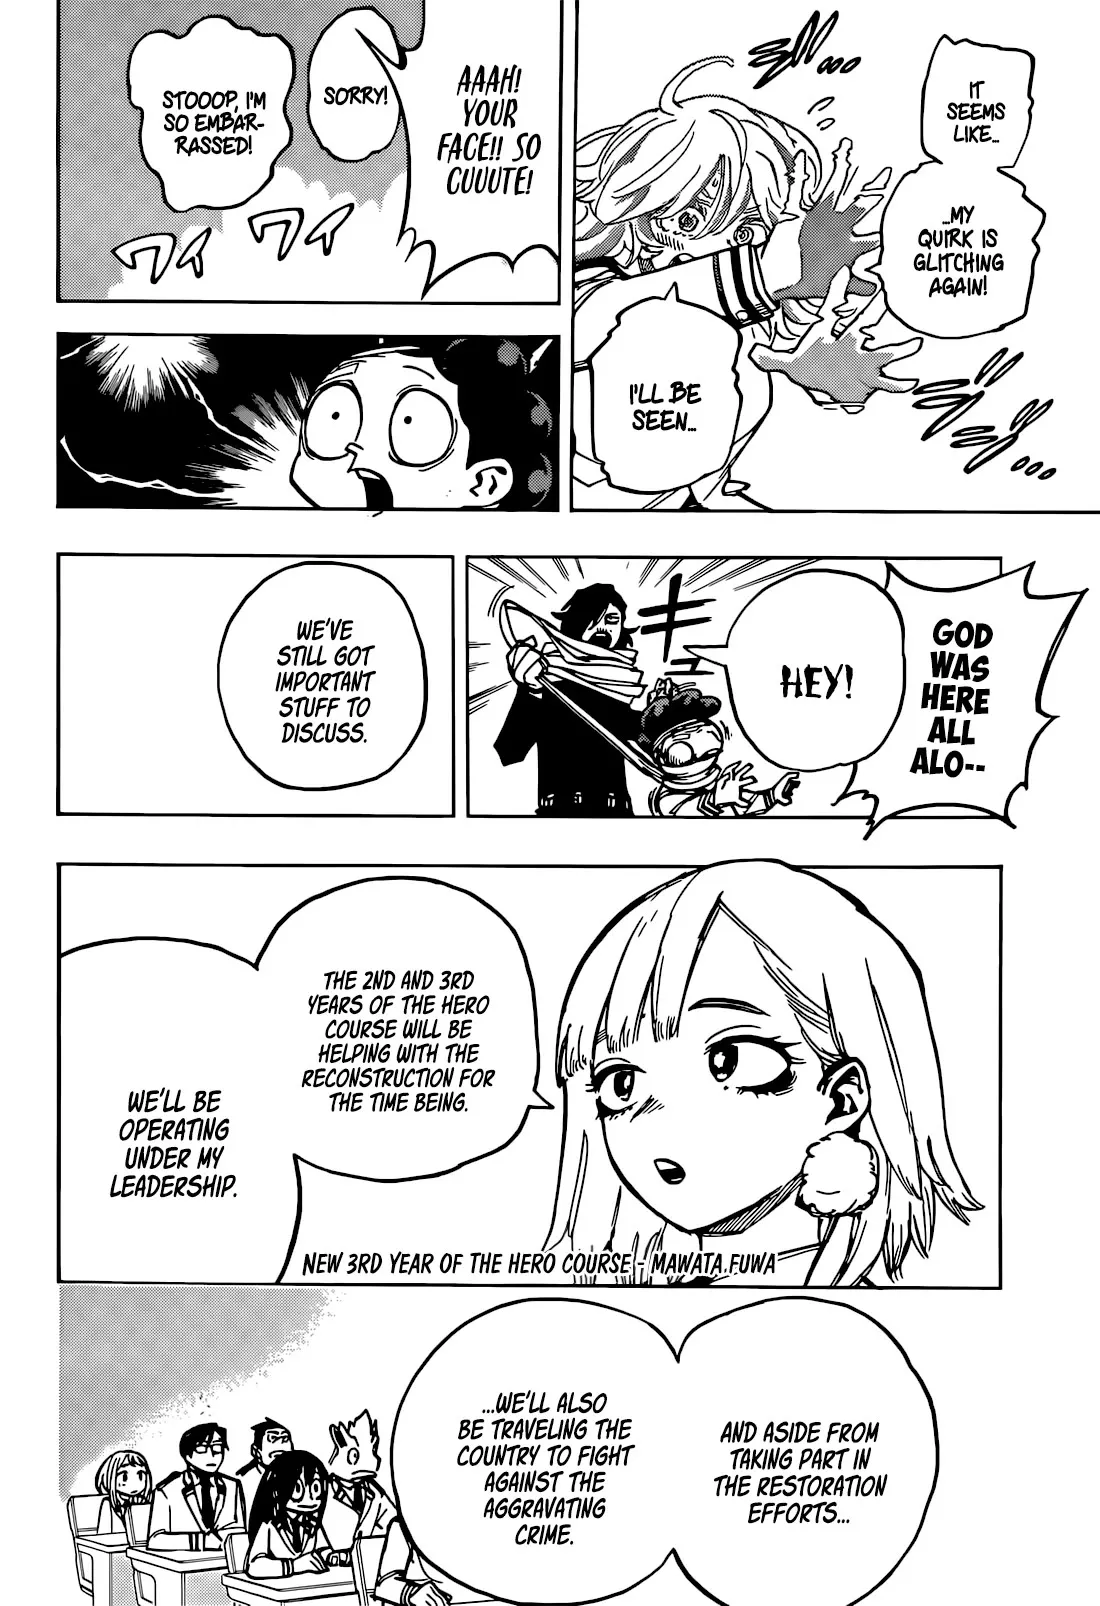 IT
SEEMS
LIKE...
...MY
QUIRK IS
GLITCHING
AGAIN!
I'LL BE
SEEN...
AAAH!
YOUR
FACE!! SO
CUUUTE!
SORRY!
STOOOP, I'M
SO EMBAR-
RASSED!
ワイ
ワイ
GOD
WAS
HERE
ALL
ALO--
HEY!
キュ
WE'VE
STILL GOT
IMPORTANT
STUFF TO
DISCUSS.
THE 2ND AND 3RD
YEARS OF THE HERO
COURSE WILL BE
HELPING WITH THE
RECONSTRUCTION FOR
THE TIME BEING.
WE'LL BE
OPERATING
UNDER MY
LEADERSHIP.
NEW 3RD YEAR OF THE HERO COURSE - MAWATA FUWA
AND ASIDE FROM
TAKING PART IN
THE RESTORATION
EFFORTS...
...WE'LL ALSO
BE TRAVELING THE
COUNTRY TO FIGHT
AGAINST THE
AGGRAVATING
CRIME.